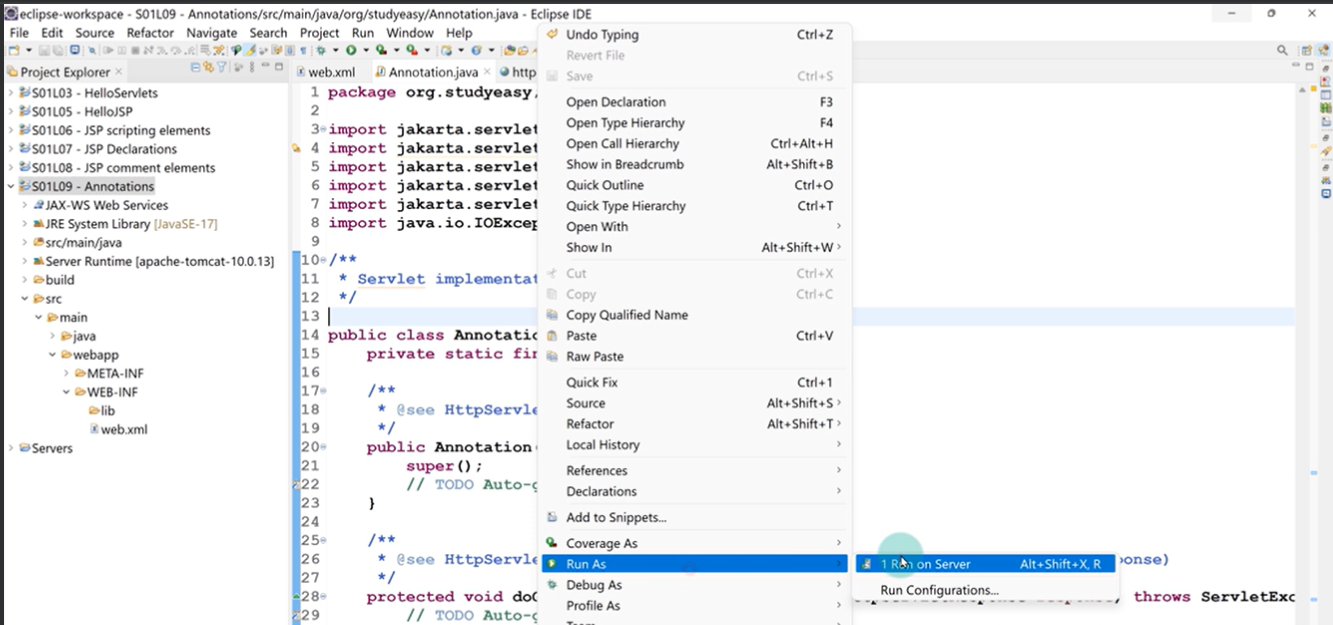 eclipse-workspace - S01L09 - Annotations/src/main/java/org/studyeasy/Annotation.java - Eclipse IDE
File Edit Source Refactor Navigate Search Project Run Window Help
Project Explorer
web.xml
Annotation.java
http
S01L03 - HelloServlets
S01L05 - HelloJSP
S01L06 - JSP scripting elements
S01L07 - JSP Declarations
S01L08 - JSP comment elements
S01L09 - Annotations
JAX-WS Web Services
JRE System Library [JavaSE-17]
src/main/java
Server Runtime [apache-tomcat-10.0.13]
build
src
main
java
webapp
META-INF
WEB-INF
lib
web.xml
Servers
1 package org.studyeasy
2
3 import jakarta.servlet
4 import jakarta.servlet
5 import jakarta.servlet
6 import jakarta.servlet
7 import jakarta.servlet
8 import java.io.IOExcep
9
10 /**
11 * Servlet implementat
12 */
13
14 public class Annotatio
15 private static fin
16
17 /**
18 * @see HttpServle
19 */
20 public Annotation
21 super();
22 // TODO Auto-g
23 }
24
25 /**
26 * @see HttpServle onse)
27 */
28 protected void doG throws ServletExc
29 // TODO Auto-g
Undo Typing Ctrl+Z
Revert File
Save Ctrl+S
Open Declaration F3
Open Type Hierarchy F4
Open Call Hierarchy Ctrl+Alt+H
Show in Breadcrumb Alt+Shift+B
Quick Outline Ctrl+O
Quick Type Hierarchy Ctrl+T
Open With
Show In Alt+Shift+W
Cut Ctrl+X
Copy Ctrl+C
Copy Qualified Name
Paste Ctrl+V
Raw Paste
Quick Fix Ctrl+1
Source Alt+Shift+S
Refactor Alt+Shift+T
Local History
References
Declarations
Add to Snippets...
Coverage As
Run As
Debug As
Profile As
1 Run on Server Alt+Shift+X, R
Run Configurations...